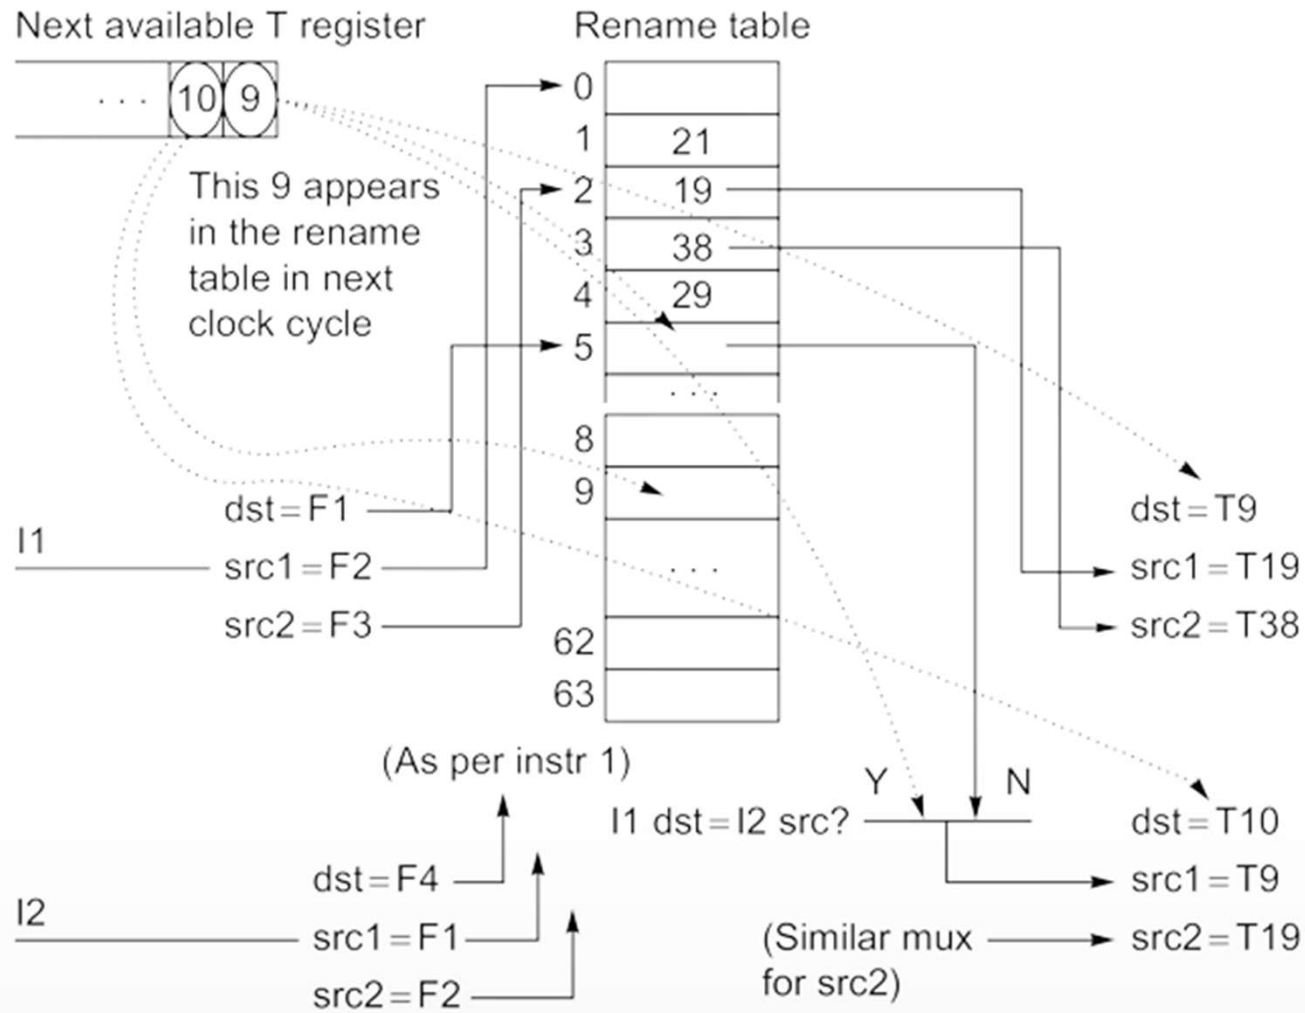 Next available T register
Rename table
... 10 9
This 9 appears
in the rename
table in next
clock cycle
0
1 21
2 19
3 38
4 29
5
...
8
9
...
62
63
I1
dst=F1
src1=F2
src2=F3
dst=T9
src1=T19
src2=T38
(As per instr 1)
Y N
I1 dst=I2 src?
I2
dst=F4
src1=F1
src2=F2
(Similar mux
for src2)
dst=T10
src1=T9
src2=T19